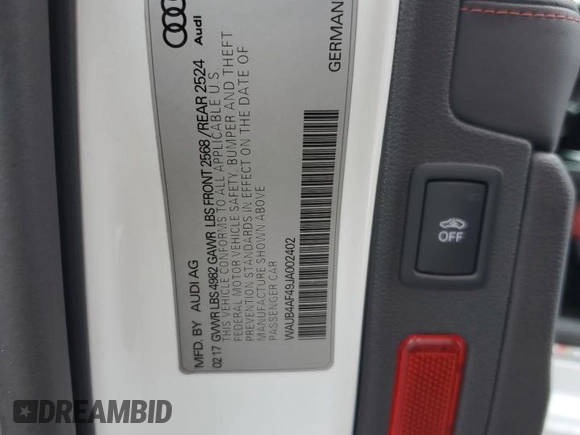 Audi
GERMAN
MFD. BY AUDI AG
02.17 GVWR LBS 4982 GAWR LBS FRONT 2568/REAR 2524
THIS VEHICLE CONFORMS TO ALL APPLICABLE U.S.
FEDERAL MOTOR VEHICLE SAFETY, BUMPER AND THEFT
PREVENTION STANDARDS IN EFFECT ON THE DATE OF
MANUFACTURE SHOWN ABOVE
PASSENGER CAR
WAUB4AF49JA002402
OFF
DREAMBID